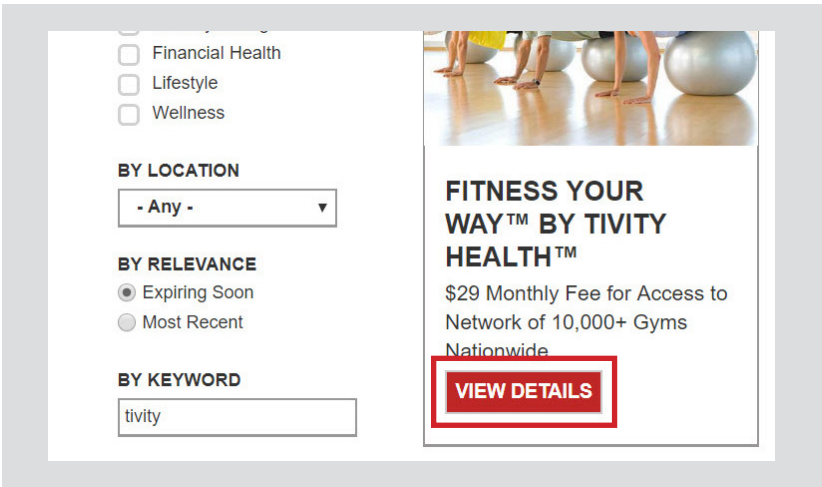 Financial Health
Lifestyle
Wellness
BY LOCATION
- Any - ▼
BY RELEVANCE
Expiring Soon
Most Recent
BY KEYWORD
tivity
FITNESS YOUR
WAY™ BY TIVITY
HEALTH™
$29 Monthly Fee for Access to
Network of 10,000+ Gyms
Nationwide
VIEW DETAILS